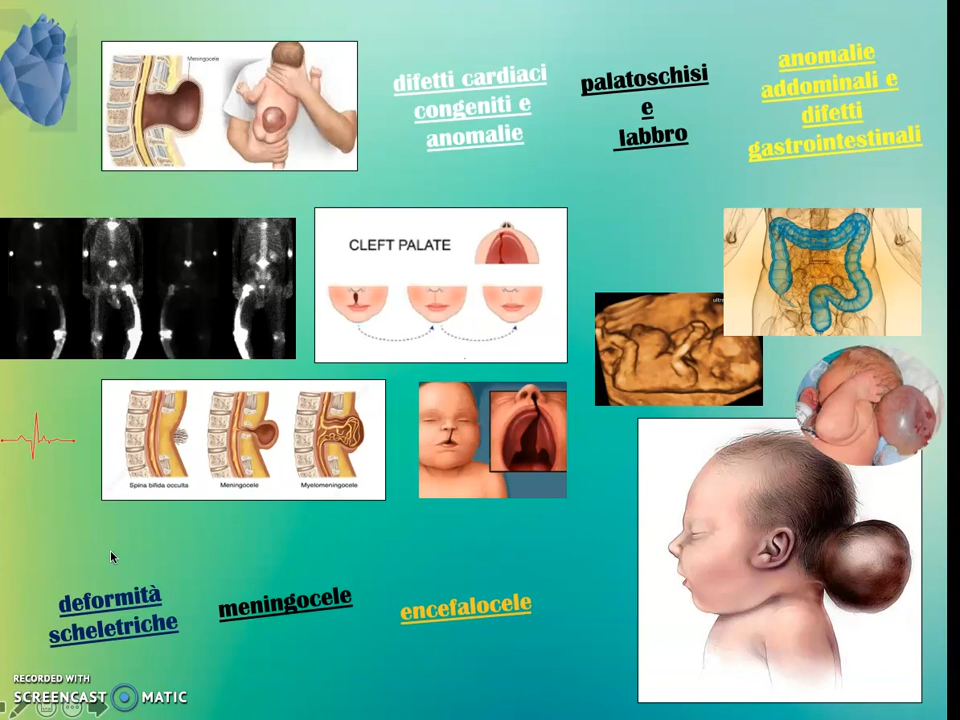 Meningocele
difetti cardiaci
congeniti e
anomalie
palatoschisi
e
labbro
anomalie
addominali e
difetti
gastrointestinali
CLEFT PALATE
Spina bifida occulta
Meningocele
Myelomeningocele
deformità
scheletriche
meningocele
encefalocele
RECORDED WITH
SCREENCAST MATIC